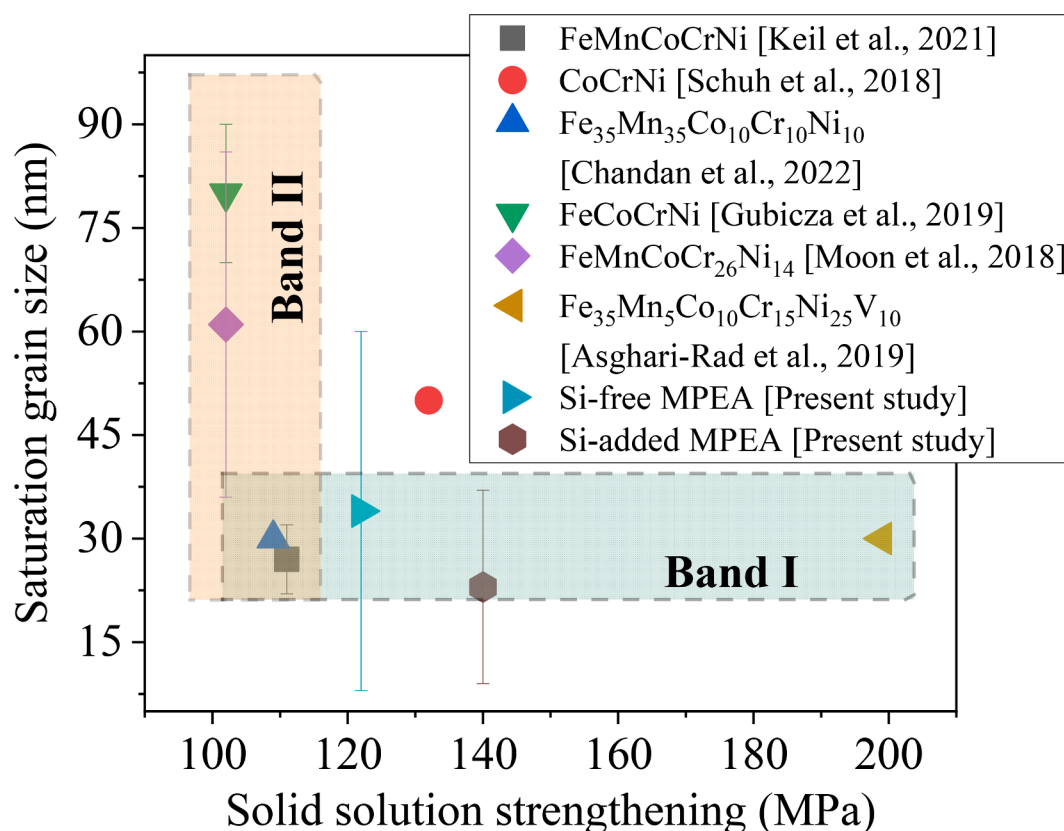 FeMnCoCrNi [Keil et al., 2021]
CoCrNi [Schuh et al., 2018]
Fe₃₅Mn₃₅Co₁₀Cr₁₀Ni₁₀
[Chandan et al., 2022]
FeCoCrNi [Gubicza et al., 2019]
FeMnCoCr₂₆Ni₁₄ [Moon et al., 2018]
Fe₃₅Mn₅Co₁₀Cr₁₅Ni₂₅V₁₀
[Asghari-Rad et al., 2019]
Si-free MPEA [Present study]
Si-added MPEA [Present study]
Saturation grain size (nm)
90
75
60
45
30
15
Band II
Band I
100 120 140 160 180 200
Solid solution strengthening (MPa)